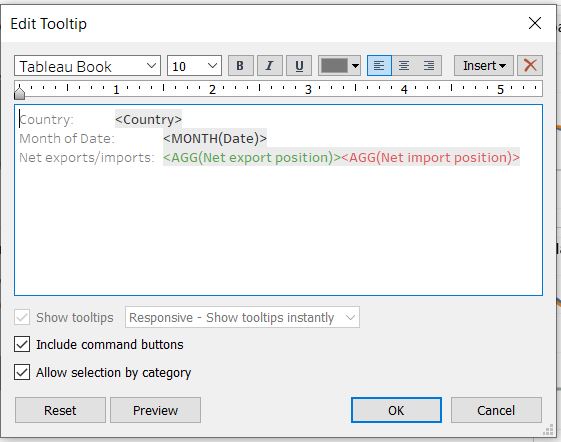 Edit Tooltip
Tableau Book 10 B I U Insert
1 2 3 4 5
Country: <Country>
Month of Date: <MONTH(Date)>
Net exports/imports: <AGG(Net export position)><AGG(Net import position)>
Show tooltips Responsive - Show tooltips instantly
Include command buttons
Allow selection by category
Reset Preview OK Cancel